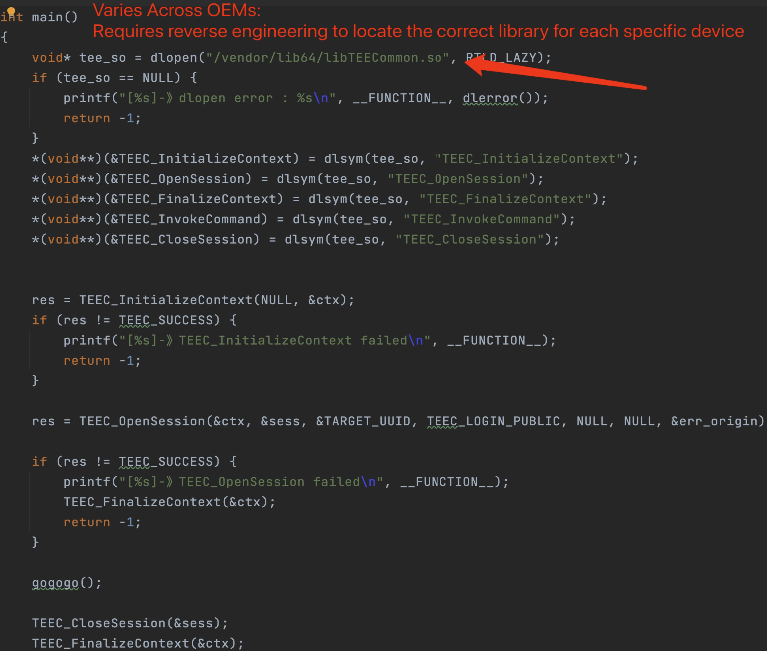 Varies Across OEMs:
int main()
Requires reverse engineering to locate the correct library for each specific device
{
void* tee_so = dlopen("/vendor/lib64/libTEECommon.so", RTLD_LAZY);
if (tee_so == NULL) {
printf("[%s]-》dlopen error : %s\n", __FUNCTION__, dlerror());
return -1;
}
*(void**)(&TEEC_InitializeContext) = dlsym(tee_so, "TEEC_InitializeContext");
*(void**)(&TEEC_OpenSession) = dlsym(tee_so, "TEEC_OpenSession");
*(void**)(&TEEC_FinalizeContext) = dlsym(tee_so, "TEEC_FinalizeContext");
*(void**)(&TEEC_InvokeCommand) = dlsym(tee_so, "TEEC_InvokeCommand");
*(void**)(&TEEC_CloseSession) = dlsym(tee_so, "TEEC_CloseSession");
res = TEEC_InitializeContext(NULL, &ctx);
if (res != TEEC_SUCCESS) {
printf("[%s]-》TEEC_InitializeContext failed\n", __FUNCTION__);
return -1;
}
res = TEEC_OpenSession(&ctx, &sess, &TARGET_UUID, TEEC_LOGIN_PUBLIC, NULL, NULL, &err_origin)
if (res != TEEC_SUCCESS) {
printf("[%s]-》TEEC_OpenSession failed\n", __FUNCTION__);
TEEC_FinalizeContext(&ctx);
return -1;
}
gogogo();
TEEC_CloseSession(&sess);
TEEC_FinalizeContext(&ctx);